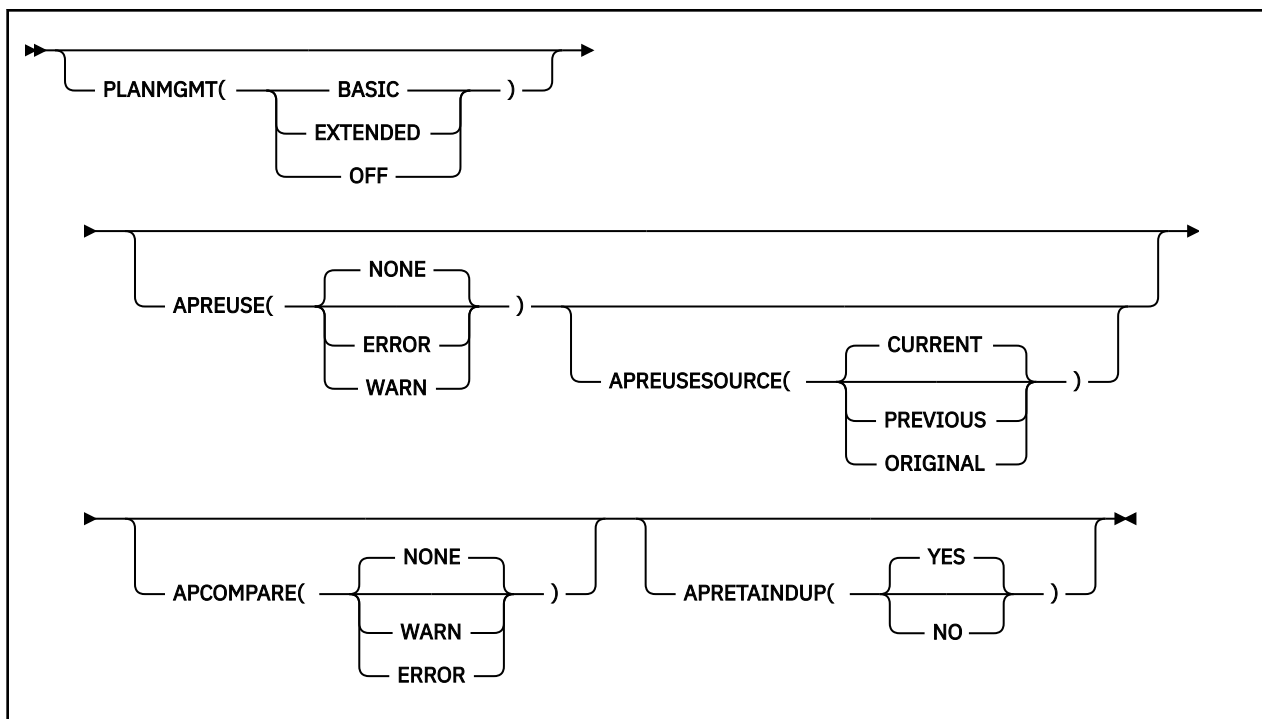 PLANMGMT( BASIC )
EXTENDED
OFF
NONE
APREUSE( )
ERROR
WARN
CURRENT
APREUSESOURCE( )
PREVIOUS
ORIGINAL
NONE
APCOMPARE( )
WARN
ERROR
YES
APRETAINDUP( )
NO